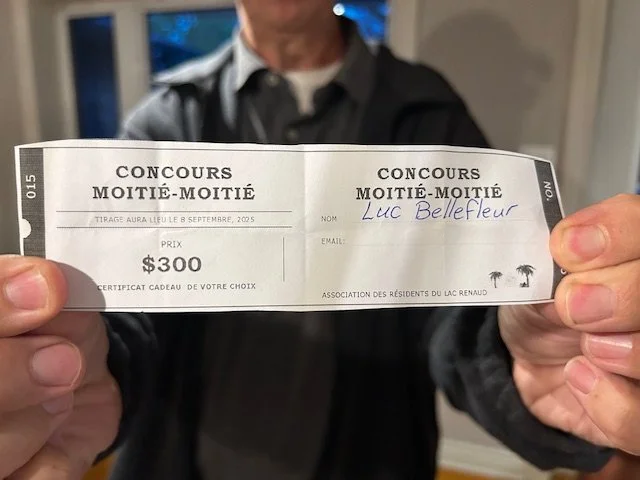 015
CONCOURS
MOITIÉ-MOITIÉ
TIRAGE AURA LIEU LE 8 SEPTEMBRE, 2025
PRIX
$300
CERTIFICAT CADEAU DE VOTRE CHOIX
CONCOURS
MOITIÉ-MOITIÉ
NOM Luc Bellefleur
EMAIL:
ASSOCIATION DES RÉSIDENTS DU LAC RENAUD
NO.